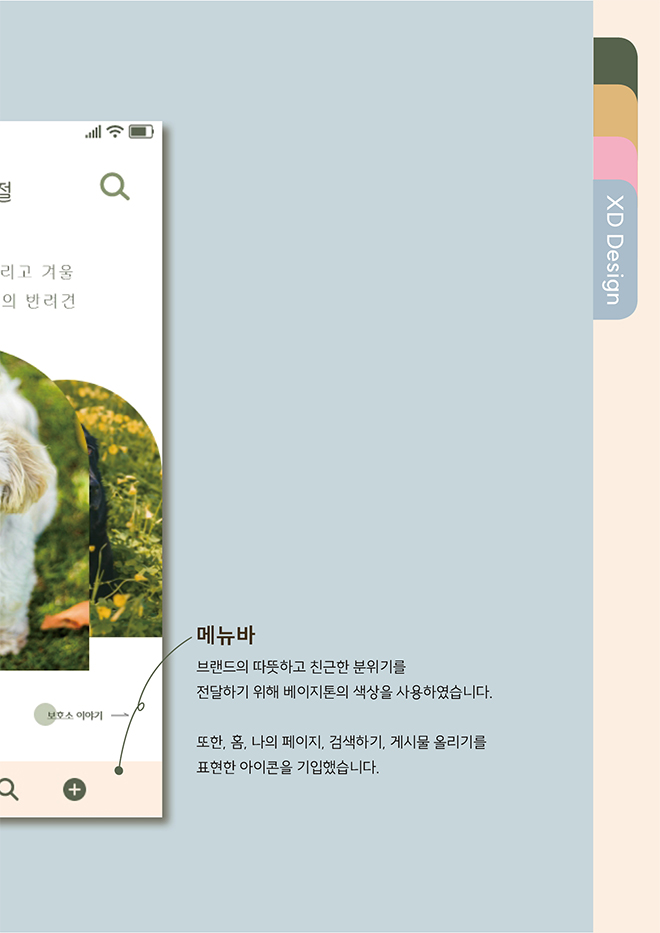 절
리고 겨울
의 반려견
XD Design
메뉴바
브랜드의 따뜻하고 친근한 분위기를
전달하기 위해 베이지톤의 색상을 사용하였습니다.
보호소 이야기
또한, 홈, 나의 페이지, 검색하기, 게시물 올리기를
표현한 아이콘을 기입했습니다.